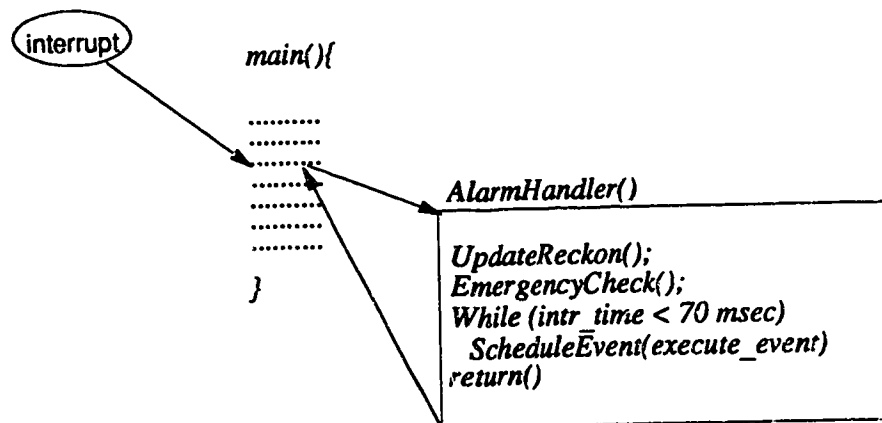 interrupt
main(){
..........
..........
..........
..........
..........
..........
..........
}
AlarmHandler()
UpdateReckon();
EmergencyCheck();
While (intr_time < 70 msec)
ScheduleEvent(execute_event)
return()